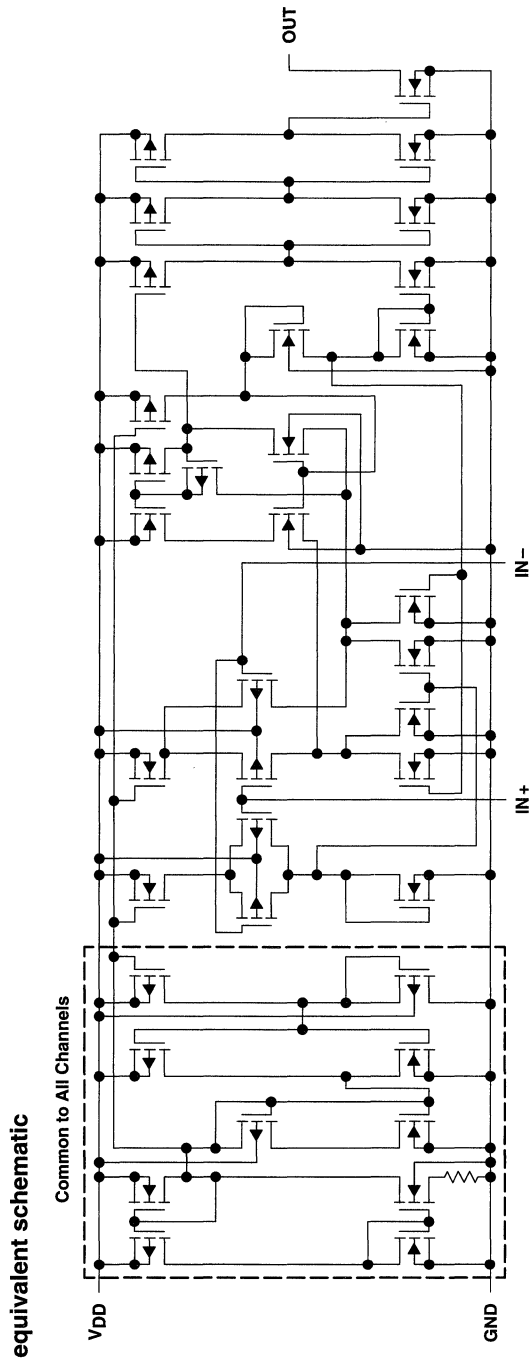 equivalent schematic
Common to All Channels
VDD
OUT
IN+
IN−
GND